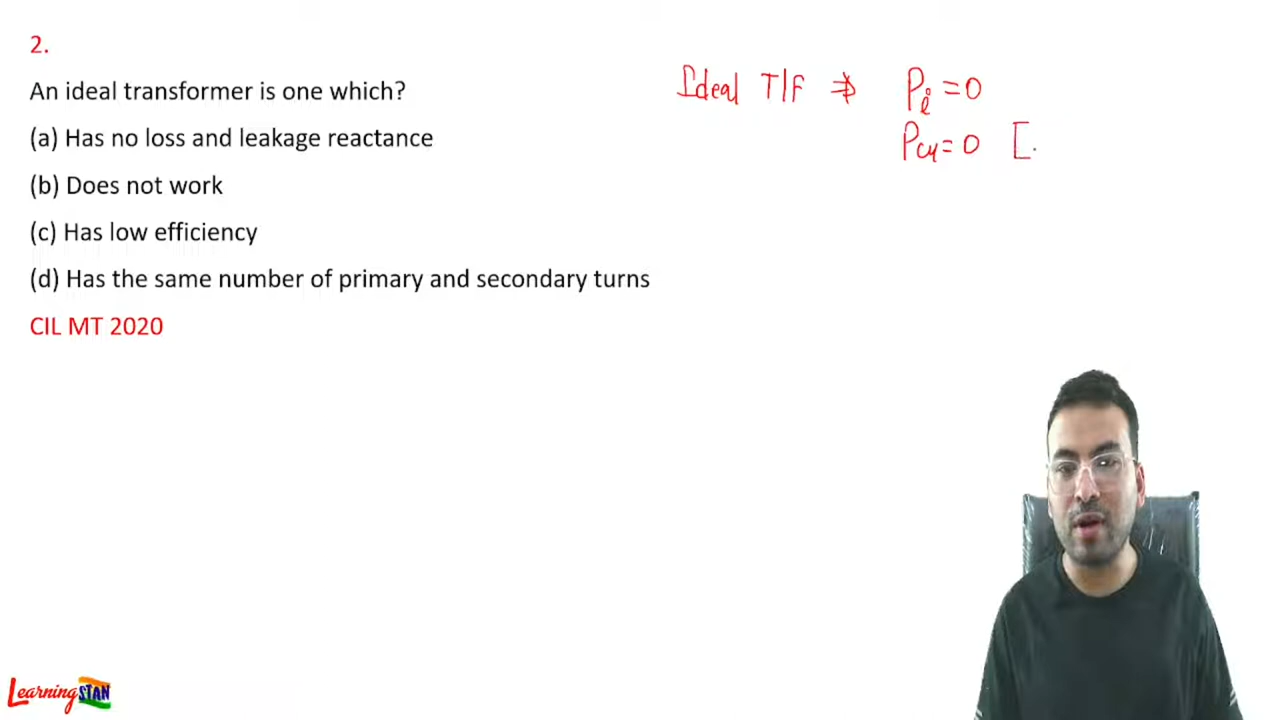 2.
An ideal transformer is one which?
(a) Has no loss and leakage reactance
(b) Does not work
(c) Has low efficiency
(d) Has the same number of primary and secondary turns
CIL MT 2020
Ideal T/F ⇒ Pi = 0
Pcu = 0 [
LearningSTAN